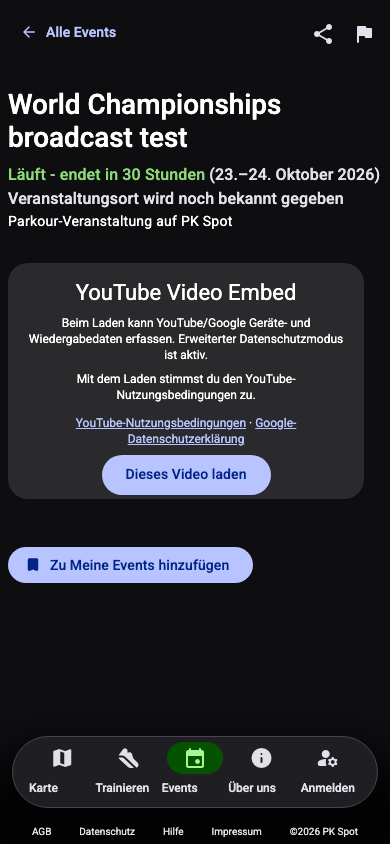 Alle Events
World Championships
broadcast test
Läuft - endet in 30 Stunden (23.–24. Oktober 2026)
Veranstaltungsort wird noch bekannt gegeben
Parkour-Veranstaltung auf PK Spot
YouTube Video Embed
Beim Laden kann YouTube/Google Geräte- und
Wiedergabedaten erfassen. Erweiterter Datenschutzmodus
ist aktiv.
Mit dem Laden stimmst du den YouTube-
Nutzungsbedingungen zu.
YouTube-Nutzungsbedingungen · Google-
Datenschutzerklärung
Dieses Video laden
Zu Meine Events hinzufügen
Karte Trainieren Events Über uns Anmelden
AGB Datenschutz Hilfe Impressum ©2026 PK Spot